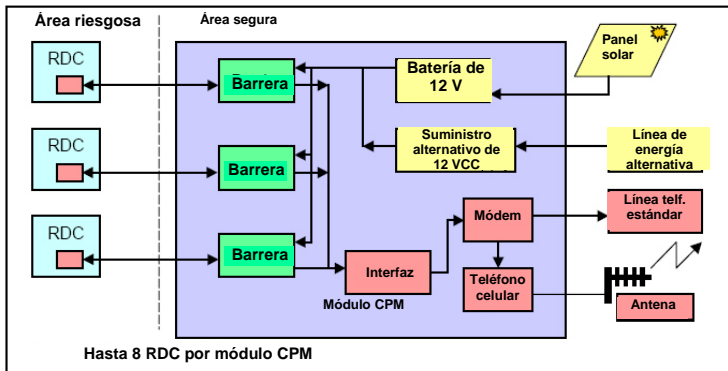 Área riesgosa
Área segura
RDC
RDC
RDC
Barrera
Barrera
Barrera
Batería de
12 V
Suministro
alternativo de
12 VCC
Panel
solar
Línea de
energía
alternativa
Módem
Línea telf.
estándar
Interfaz
Módulo CPM
Teléfono
celular
Antena
Hasta 8 RDC por módulo CPM